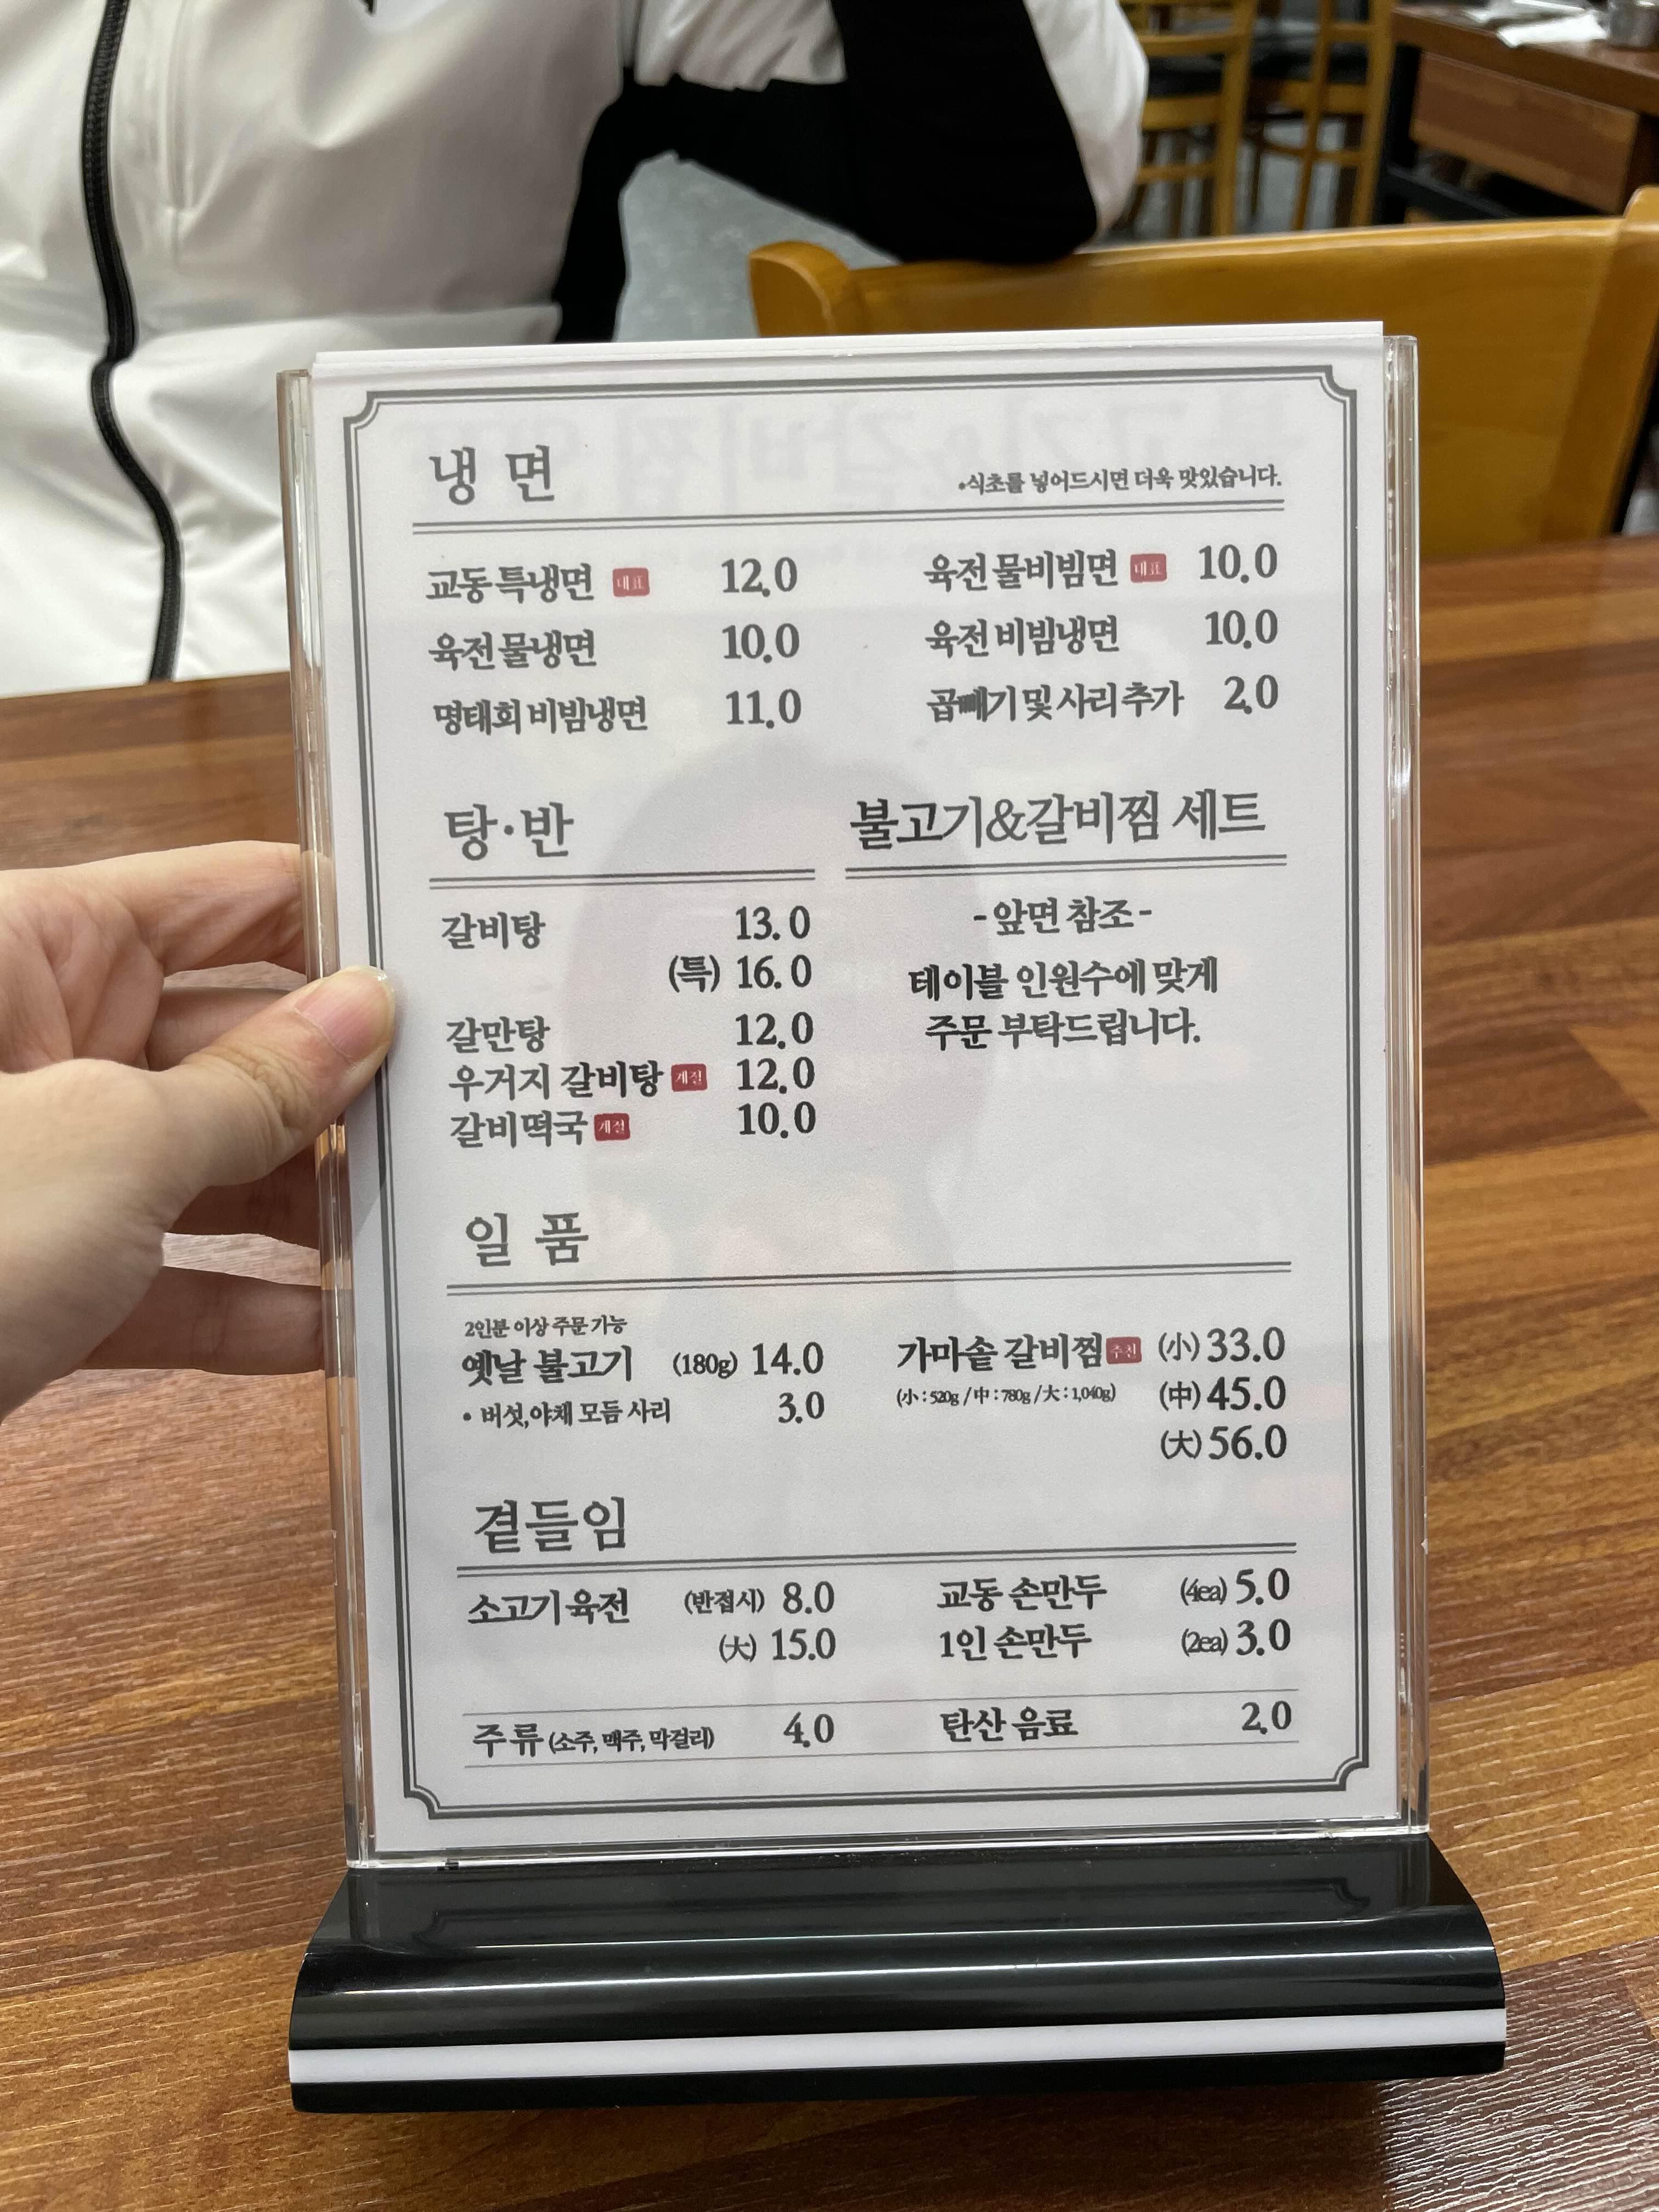 냉 면
*식초를 넣어드시면 더욱 맛있습니다.
교동 특냉면 대표 12.0
육전 물냉면 10.0
명태회 비빔냉면 11.0
육전 물비빔면 대표 10.0
육전 비빔냉면 10.0
곱빼기 및 사리 추가 2.0
탕·반
갈비탕 13.0
(특) 16.0
갈만탕 12.0
우거지 갈비탕 계절 12.0
갈비떡국 계절 10.0
불고기&갈비찜 세트
-앞면 참조-
테이블 인원수에 맞게
주문 부탁드립니다.
일 품
2인분 이상 주문 가능
옛날 불고기 (180g) 14.0
• 버섯,야채 모듬 사리 3.0
가마솥 갈비찜 추천 (小) 33.0
(小 : 520g / 中 : 780g / 大 : 1,040g) (中) 45.0
(大) 56.0
곁들임
소고기 육전 (반접시) 8.0
(大) 15.0
교동 손만두 (4ea) 5.0
1인 손만두 (2ea) 3.0
주류 (소주, 맥주, 막걸리) 4.0
탄산 음료 2.0